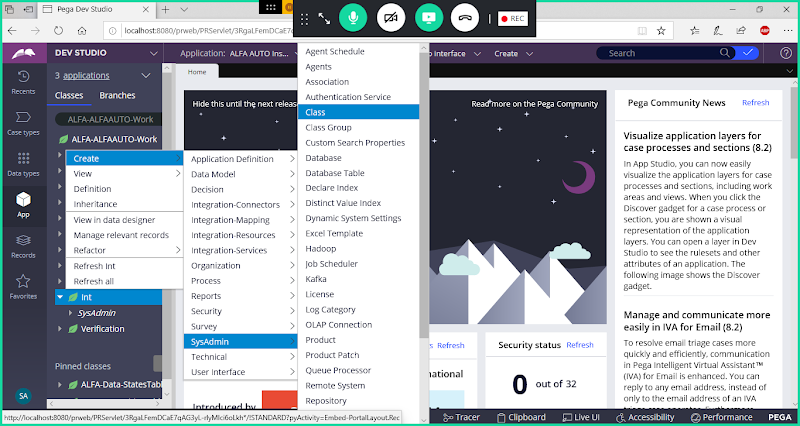 Pega Dev Studio
localhost:8080/prweb/PRServlet/3RgaLFemDCaE7q
REC
DEV STUDIO
Application: ALFA AUTO Ins...
Interface
Create
Search
Recents
Case types
Data types
App
Records
Favorites
SA
3 applications
Classes
Branches
ALFA-ALFAAUTO-Work
ALFA-ALFAAUTO-Work
Create
View
Definition
Inheritance
View in data designer
Manage relevant records
Refactor
Refresh Int
Refresh all
Int
SysAdmin
Verification
Pinned classes
ALFA-Data-StatesTable
Home
Hide this until the next release
Application Definition
Data Model
Decision
Integration-Connectors
Integration-Mapping
Integration-Resources
Integration-Services
Organization
Process
Reports
Security
Survey
SysAdmin
Technical
User Interface
Introduced by
Agent Schedule
Agents
Association
Authentication Service
Class
Class Group
Custom Search Properties
Database
Database Table
Declare Index
Distinct Value Index
Dynamic System Settings
Excel Template
Hadoop
Job Scheduler
Kafka
License
Log Category
OLAP Connection
Product
Product Patch
Queue Processor
Remote System
Repository
Read more on the Pega Community
Refresh
national
Security status
Refresh
0 out of 32
Pega Community News
Refresh
Visualize application layers for
case processes and sections (8.2)
In App Studio, you can now easily
visualize the application layers for
case processes and sections, including work
areas and views. When you click the
Discover gadget for a case process or
section, you are shown a visual
representation of the application
layers. You can open a layer in Dev
Studio to see the rulesets and other
attributes of an application. The
following image shows the Discover
gadget.
Manage and communicate more
easily in IVA for Email (8.2)
To resolve email triage cases more
quickly and efficiently, communication
in Pega Intelligent Virtual Assistant™
(IVA) for Email is enhanced. You can
reply to any email address, instead of
only to the email address of an IVA
Tracer
Clipboard
Live UI
Accessibility
Performance
PEGA